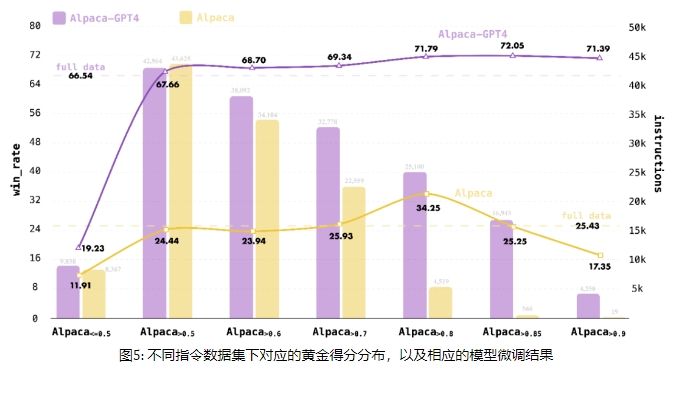 Alpaca-GPT4 Alpaca
80 72 64 56 48 40 32 24 16 8 0
win_rate
50k 45k 40k 35k 30k 25k 20k 15k 10k 5k
instructions
Alpaca-GPT4
full data
66.54
19.23 67.66 68.70 69.34 71.79 72.05 71.39
Alpaca
full data
25.43
11.91 24.44 23.94 25.93 34.25 25.25 17.35
Alpaca<=0.5 Alpaca>0.5 Alpaca>0.6 Alpaca>0.7 Alpaca>0.8 Alpaca>0.85 Alpaca>0.9
图5: 不同指令数据集下对应的黄金得分分布，以及相应的模型微调结果